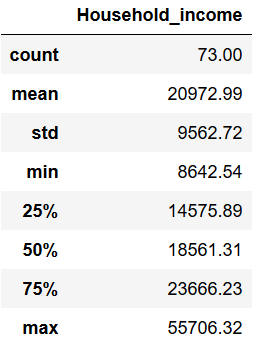 Household_income
count 73.00
mean 20972.99
std 9562.72
min 8642.54
25% 14575.89
50% 18561.31
75% 23666.23
max 55706.32